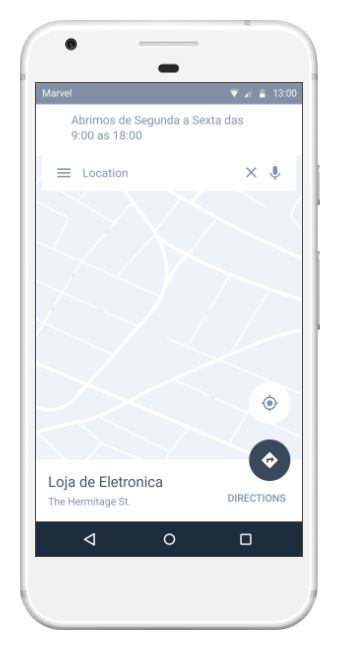 Marvel 13:00
Abrimos de Segunda a Sexta das
9:00 as 18:00
Location
Loja de Eletronica
The Hermitage St.
DIRECTIONS